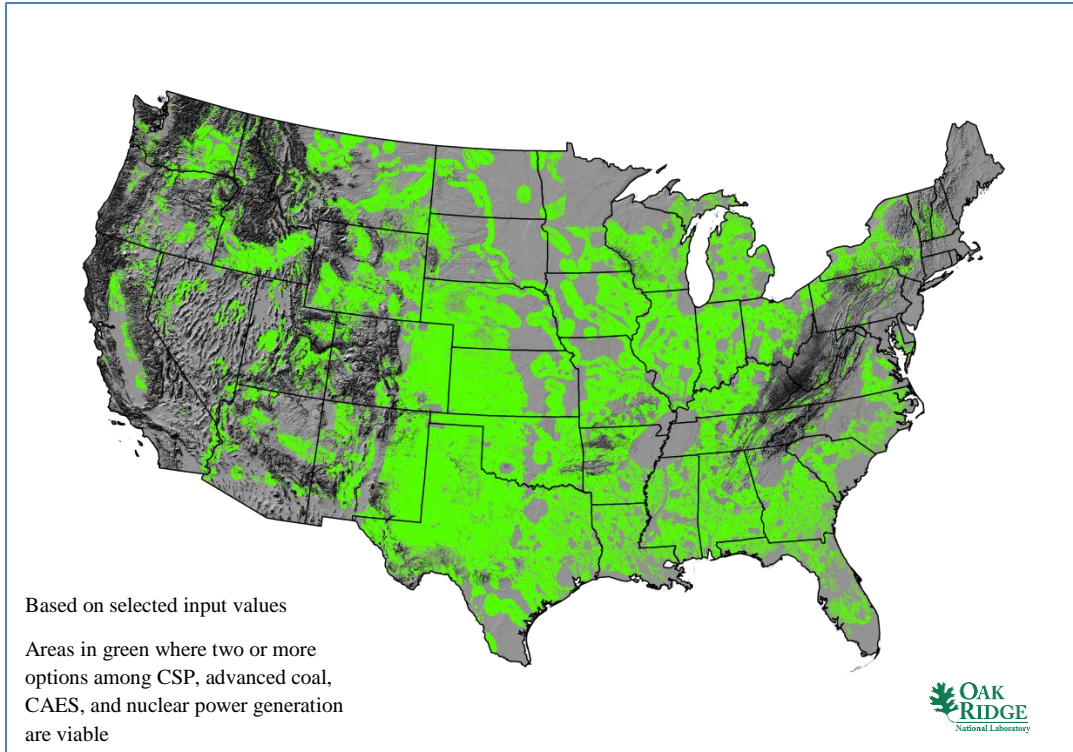 Based on selected input values
Areas in green where two or more
options among CSP, advanced coal,
CAES, and nuclear power generation
are viable
OAK
RIDGE
National Laboratory